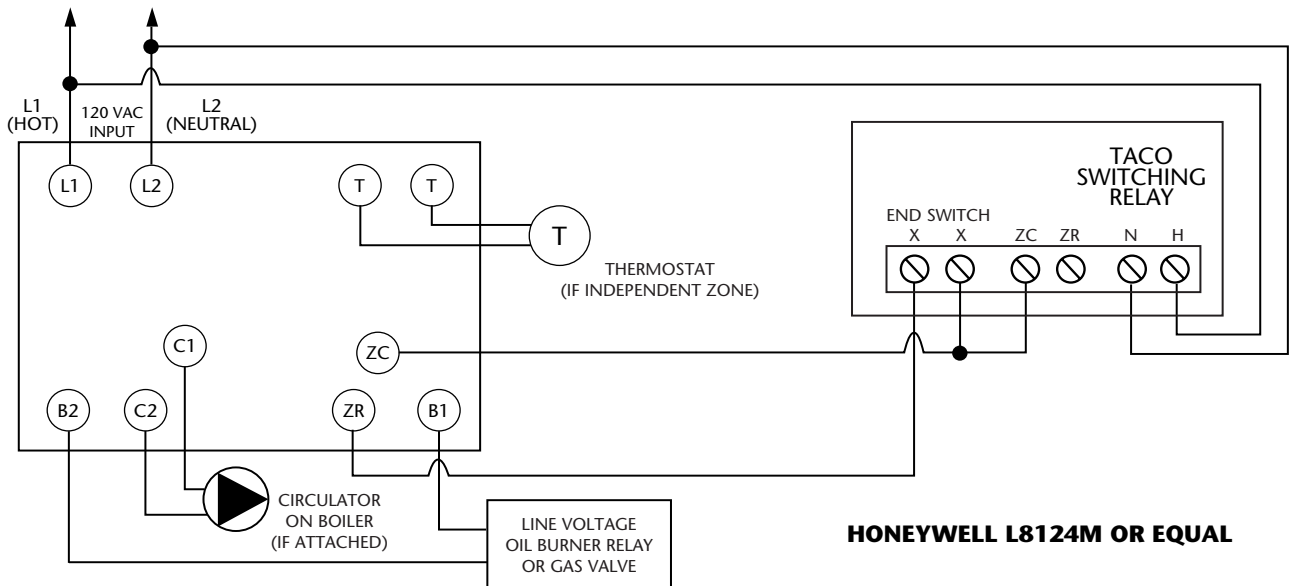 L1
(HOT)
120 VAC
INPUT
L2
(NEUTRAL)
L1
L2
T
T
T
THERMOSTAT
(IF INDEPENDENT ZONE)
TACO
SWITCHING
RELAY
END SWITCH
X
X
ZC
ZR
N
H
C1
ZC
B2
C2
ZR
B1
CIRCULATOR
ON BOILER
(IF ATTACHED)
LINE VOLTAGE
OIL BURNER RELAY
OR GAS VALVE
HONEYWELL L8124M OR EQUAL